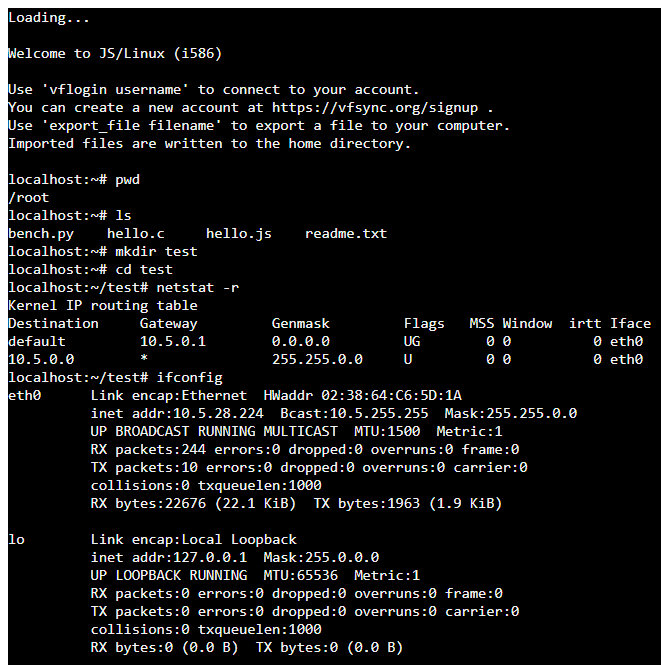 Loading...
Welcome to JS/Linux (i586)
Use 'vflogin username' to connect to your account.
You can create a new account at https://vfsync.org/signup .
Use 'export_file filename' to export a file to your computer.
Imported files are written to the home directory.
localhost:~# pwd
/root
localhost:~# ls
bench.py    hello.c     hello.js    readme.txt
localhost:~# mkdir test
localhost:~# cd test
localhost:~/test# netstat -r
Kernel IP routing table
Destination     Gateway         Genmask         Flags   MSS Window  irtt Iface
default         10.5.0.1        0.0.0.0         UG        0 0          0 eth0
10.5.0.0        *               255.255.0.0     U         0 0          0 eth0
localhost:~/test# ifconfig
eth0      Link encap:Ethernet  HWaddr 02:38:64:C6:5D:1A
          inet addr:10.5.28.224  Bcast:10.5.255.255  Mask:255.255.0.0
          UP BROADCAST RUNNING MULTICAST  MTU:1500  Metric:1
          RX packets:244 errors:0 dropped:0 overruns:0 frame:0
          TX packets:10 errors:0 dropped:0 overruns:0 carrier:0
          collisions:0 txqueuelen:1000
          RX bytes:22676 (22.1 KiB)  TX bytes:1963 (1.9 KiB)
lo        Link encap:Local Loopback
          inet addr:127.0.0.1  Mask:255.0.0.0
          UP LOOPBACK RUNNING  MTU:65536  Metric:1
          RX packets:0 errors:0 dropped:0 overruns:0 frame:0
          TX packets:0 errors:0 dropped:0 overruns:0 carrier:0
          collisions:0 txqueuelen:1000
          RX bytes:0 (0.0 B)  TX bytes:0 (0.0 B)